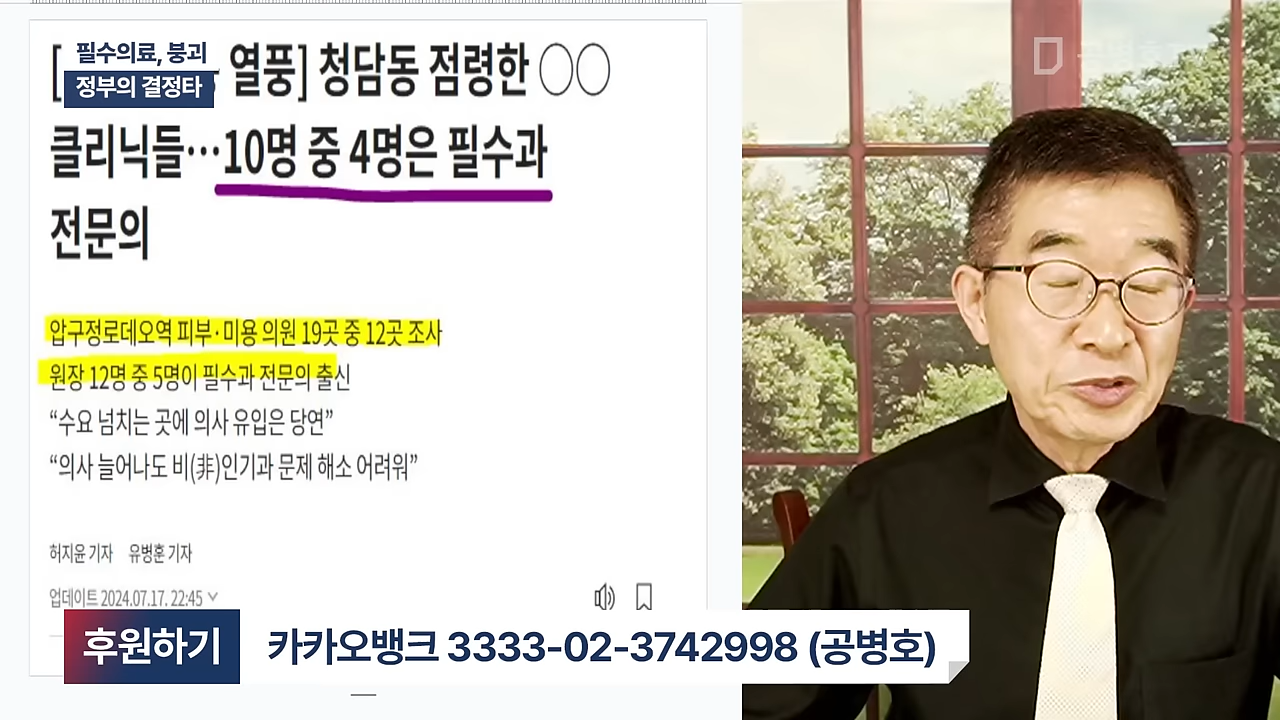 필수의료, 붕괴
정부의 결정타
[ 열풍] 청담동 점령한 ○○
클리닉들…10명 중 4명은 필수과
전문의
압구정로데오역 피부·미용 의원 19곳 중 12곳 조사
원장 12명 중 5명이 필수과 전문의 출신
“수요 넘치는 곳에 의사 유입은 당연”
“의사 늘어나도 비(非)인기과 문제 해소 어려워”
허지윤 기자 유병훈 기자
업데이트 2024.07.17. 22:45
후원하기
카카오뱅크 3333-02-3742998 (공병호)